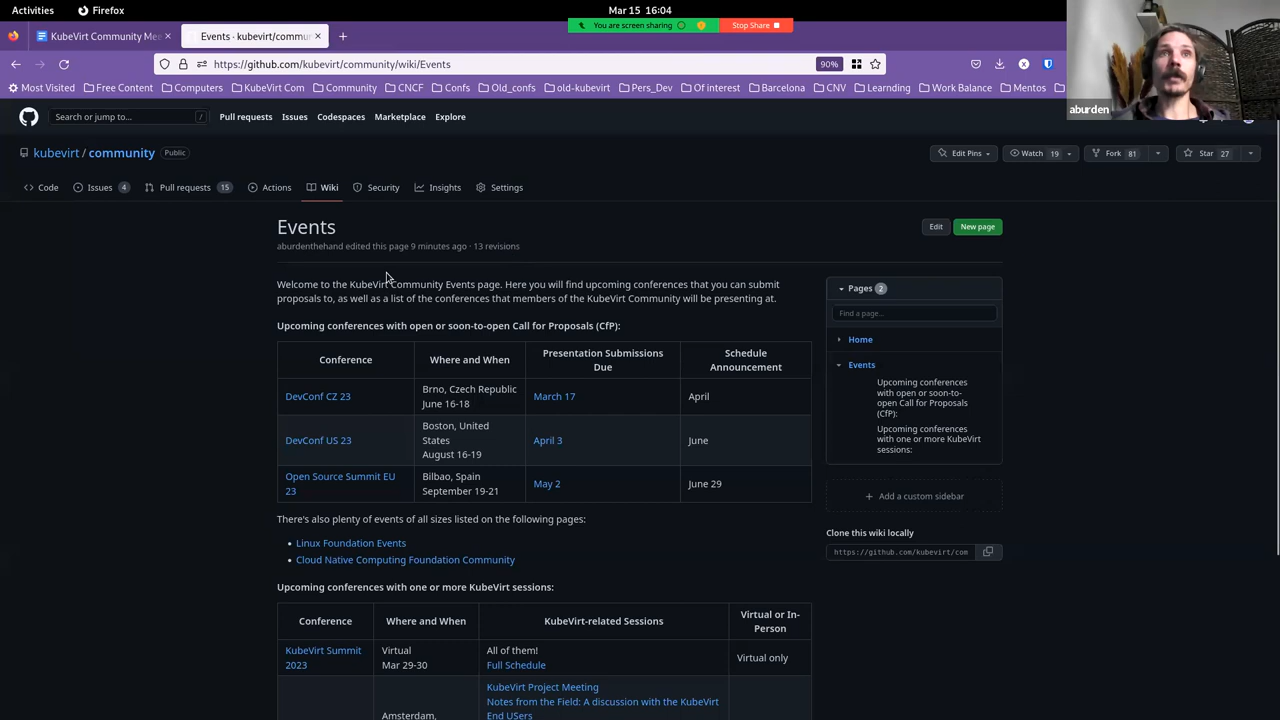 Activities
Firefox
Mar 15 16:04
You are screen sharing
Stop Share
KubeVirt Community Mee
Events · kubevirt/commu
https://github.com/kubevirt/community/wiki/Events
90%
Most Visited
Free Content
Computers
KubeVirt Com
Community
CNCF
Confs
Old_confs
old-kubevirt
Pers_Dev
Of interest
Barcelona
CNV
Learnding
Work Balance
Mentos
aburden
Search or jump to...
/
Pull requests
Issues
Codespaces
Marketplace
Explore
kubevirt / community
Public
Edit Pins
Watch 19
Fork 81
Star 27
Code
Issues 4
Pull requests 15
Actions
Wiki
Security
Insights
Settings
Events
aburdenthehand edited this page 9 minutes ago · 13 revisions
Edit
New page
Welcome to the KubeVirt Community Events page. Here you will find upcoming conferences that you can submit
proposals to, as well as a list of the conferences that members of the KubeVirt Community will be presenting at.
Upcoming conferences with open or soon-to-open Call for Proposals (CfP):
Conference
Where and When
Presentation Submissions
Due
Schedule
Announcement
DevConf CZ 23
Brno, Czech Republic
June 16-18
March 17
April
DevConf US 23
Boston, United
States
August 16-19
April 3
June
Open Source Summit EU
23
Bilbao, Spain
September 19-21
May 2
June 29
There's also plenty of events of all sizes listed on the following pages:
Linux Foundation Events
Cloud Native Computing Foundation Community
Upcoming conferences with one or more KubeVirt sessions:
Conference
Where and When
KubeVirt-related Sessions
Virtual or In-
Person
KubeVirt Summit
2023
Virtual
Mar 29-30
All of them!
Full Schedule
Virtual only
Amsterdam,
KubeVirt Project Meeting
Notes from the Field: A discussion with the KubeVirt
End USers
Pages 2
Find a page...
Home
Events
Upcoming conferences
with open or soon-to-
open Call for Proposals
(CfP):
Upcoming conferences
with one or more KubeVirt
sessions:
Add a custom sidebar
Clone this wiki locally
https://github.com/kubevirt/com